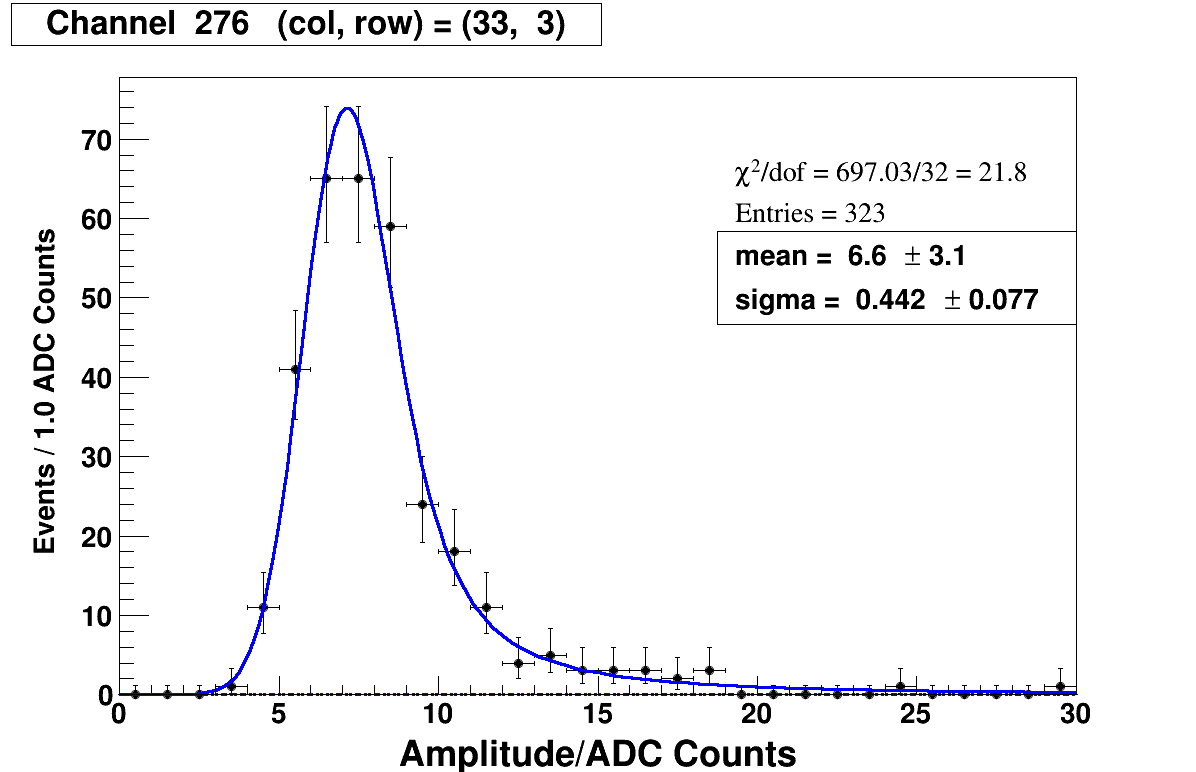 Channel 276 (col, row) = (33, 3)
χ²/dof = 697.03/32 = 21.8
Entries = 323
mean = 6.6 ± 3.1
sigma = 0.442 ± 0.077
Events / 1.0 ADC Counts
70
60
50
40
30
20
10
0
0 5 10 15 20 25 30
Amplitude/ADC Counts